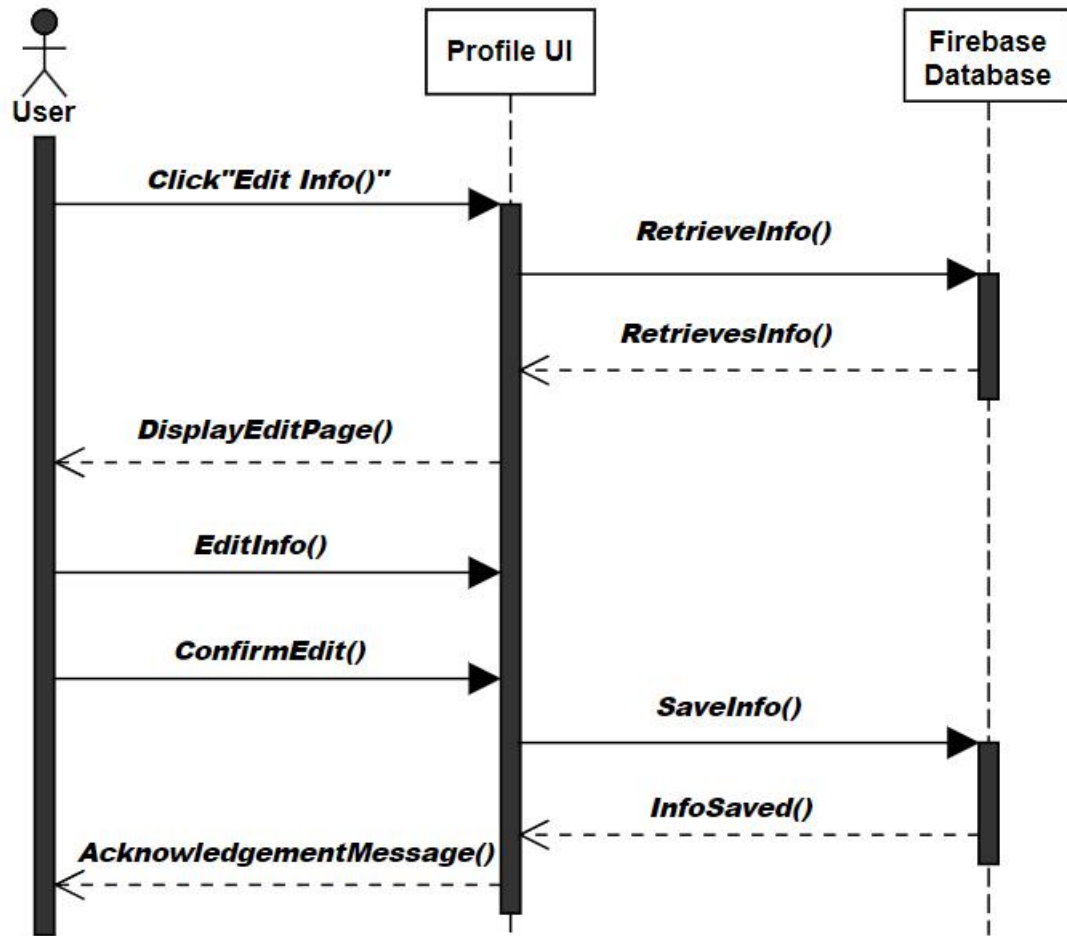 User
Profile UI
Firebase
Database
Click"Edit Info()"
RetrieveInfo()
RetrievesInfo()
DisplayEditPage()
EditInfo()
ConfirmEdit()
SaveInfo()
InfoSaved()
AcknowledgementMessage()